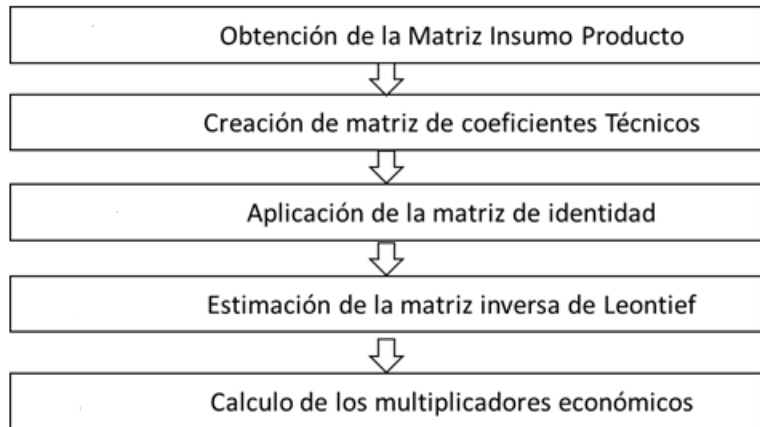 Obtención de la Matriz Insumo Producto
Creación de matriz de coeficientes Técnicos
Aplicación de la matriz de identidad
Estimación de la matriz inversa de Leontief
Calculo de los multiplicadores económicos